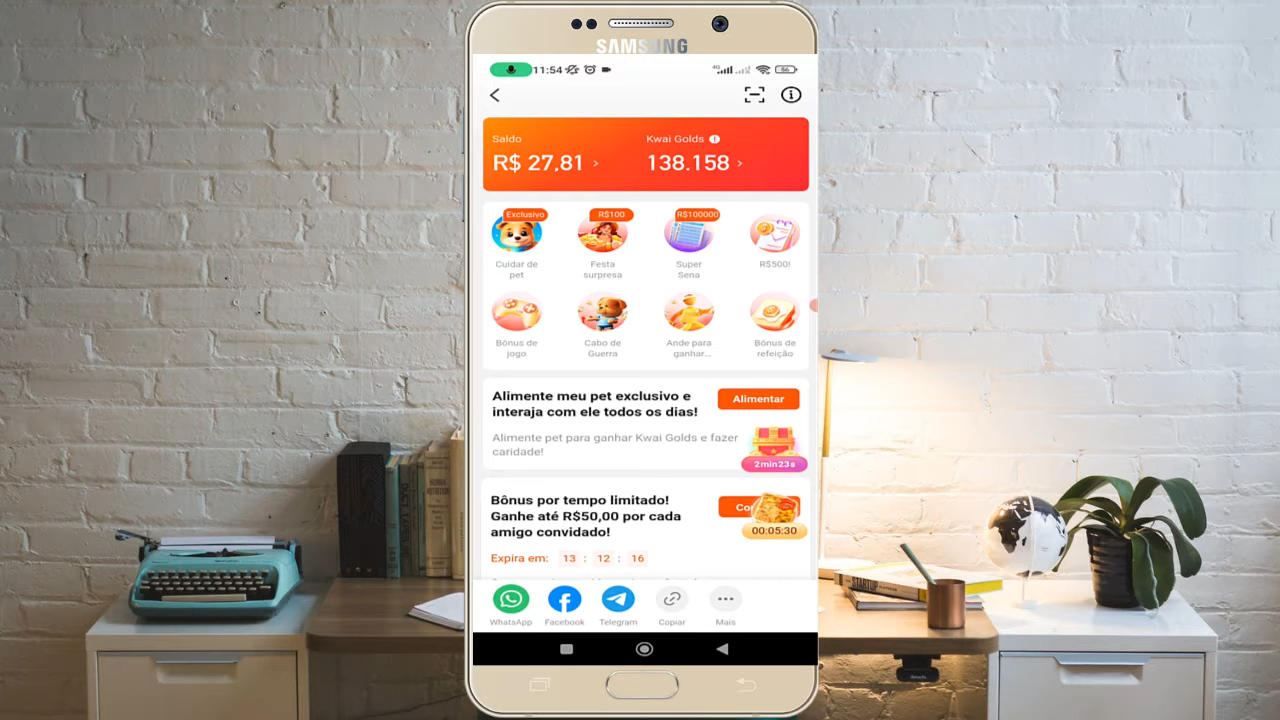 SAMSUNG
11:54
4G
56
Saldo
Kwai Golds
R$ 27,81 >
138.158 >
Exclusivo
R$100
R$100000
Cuidar de
pet
Festa
surpresa
Super
Sena
R$500!
Bônus de
jogo
Cabo de
Guerra
Ande para
ganhar...
Bônus de
refeição
Alimente meu pet exclusivo e
interaja com ele todos os dias!
Alimentar
Alimente pet para ganhar Kwai Golds e fazer
caridade!
2min23s
Bônus por tempo limitado!
Ganhe até R$50,00 por cada
amigo convidado!
Co
00:05:30
Expira em: 13 : 12 : 16
WhatsApp
Facebook
Telegram
Copiar
Mais
STARTUP